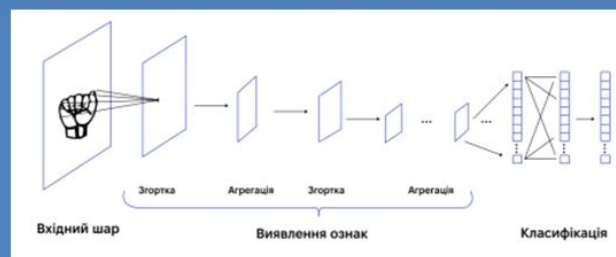 Згортка
Агрегація
Згортка
Агрегація
Вхідний шар
Виявлення ознак
Класифікація